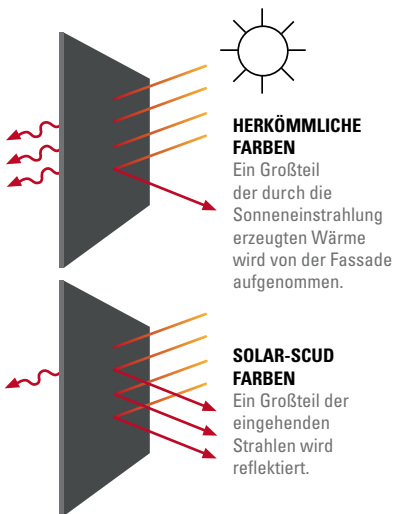 HERKÖMMLICHE
FARBEN
Ein Großteil
der durch die
Sonneneinstrahlung
erzeugten Wärme
wird von der Fassade
aufgenommen.
SOLAR-SCUD
FARBEN
Ein Großteil der
eingehenden
Strahlen wird
reflektiert.